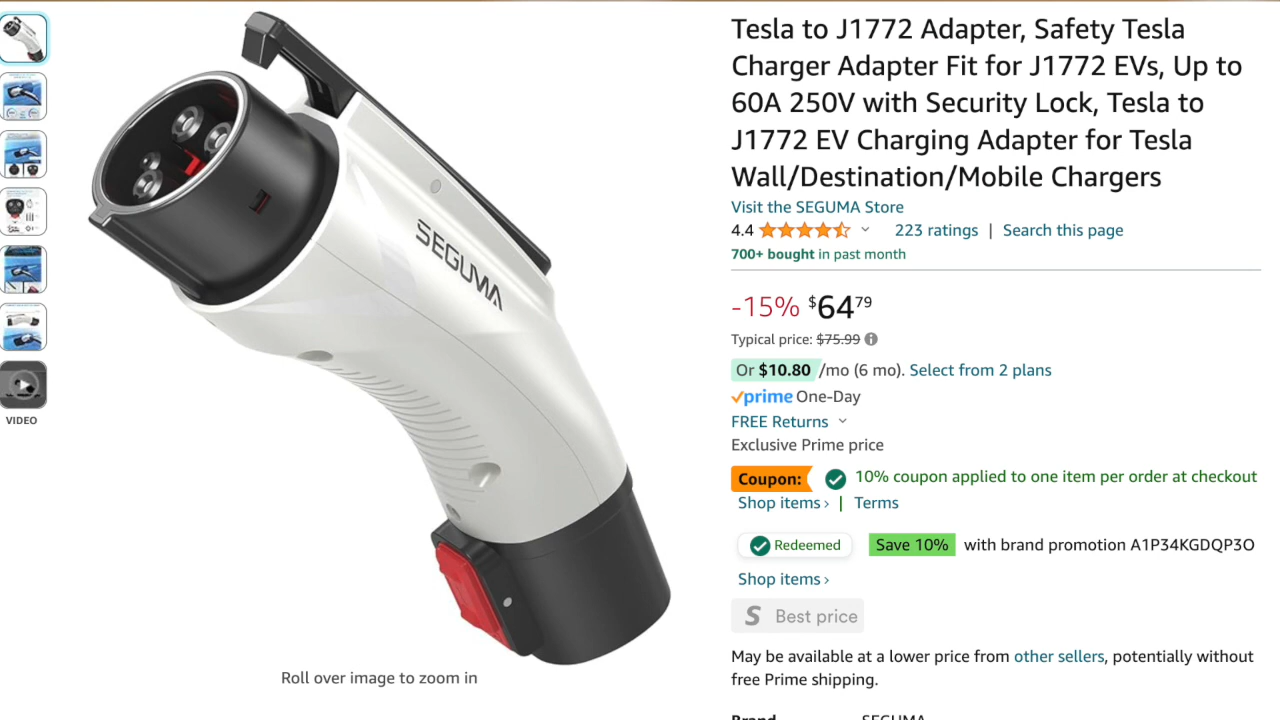 Tesla to J1772 Adapter, Safety Tesla
Charger Adapter Fit for J1772 EVs, Up to
60A 250V with Security Lock, Tesla to
J1772 EV Charging Adapter for Tesla
Wall/Destination/Mobile Chargers
Visit the SEGUMA Store
4.4 223 ratings | Search this page
700+ bought in past month
-15% $64 79
Typical price: $75.99
Or $10.80 /mo (6 mo). Select from 2 plans
prime One-Day
FREE Returns
Exclusive Prime price
Coupon: 10% coupon applied to one item per order at checkout
Shop items › | Terms
Redeemed Save 10% with brand promotion A1P34KGDQP3O
Shop items ›
S Best price
May be available at a lower price from other sellers, potentially without
free Prime shipping.
Brand SEGUMA
SEGUMA
VIDEO
Roll over image to zoom in